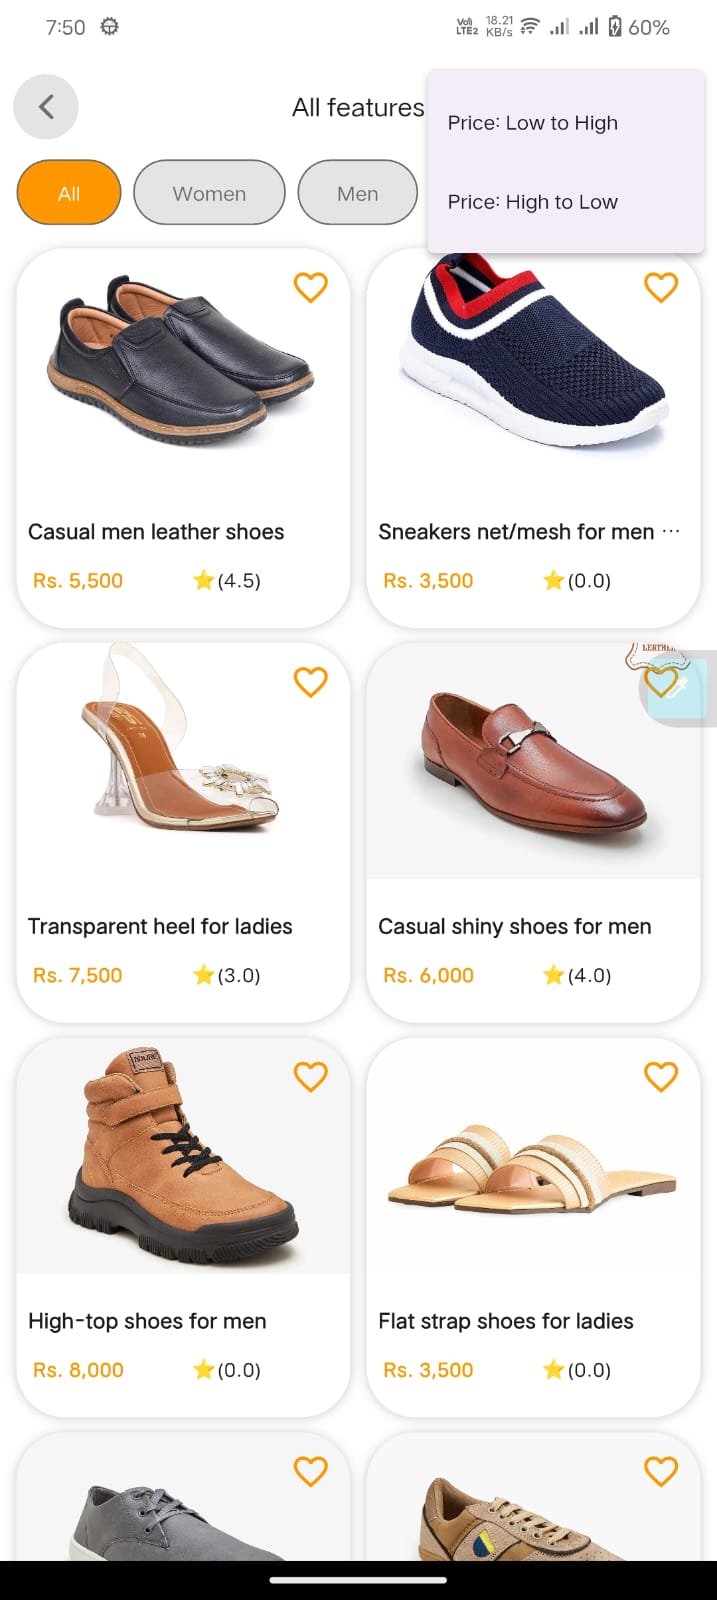 7:50
Vo) LTE2 18.21 KB/s 60%
All features
Price: Low to High
Price: High to Low
All Women Men
Casual men leather shoes
Rs. 5,500 ⭐(4.5)
Sneakers net/mesh for men ...
Rs. 3,500 ⭐(0.0)
LEATHER
Transparent heel for ladies
Rs. 7,500 ⭐(3.0)
Casual shiny shoes for men
Rs. 6,000 ⭐(4.0)
NDURE
High-top shoes for men
Rs. 8,000 ⭐(0.0)
Flat strap shoes for ladies
Rs. 3,500 ⭐(0.0)